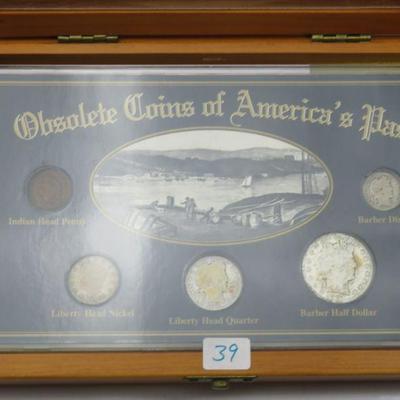 Obsolete Coins of America's Pas
Indian Head Penny
Barber Di
Liberty Head Nickel
Liberty Head Quarter
Barber Half Dollar
39